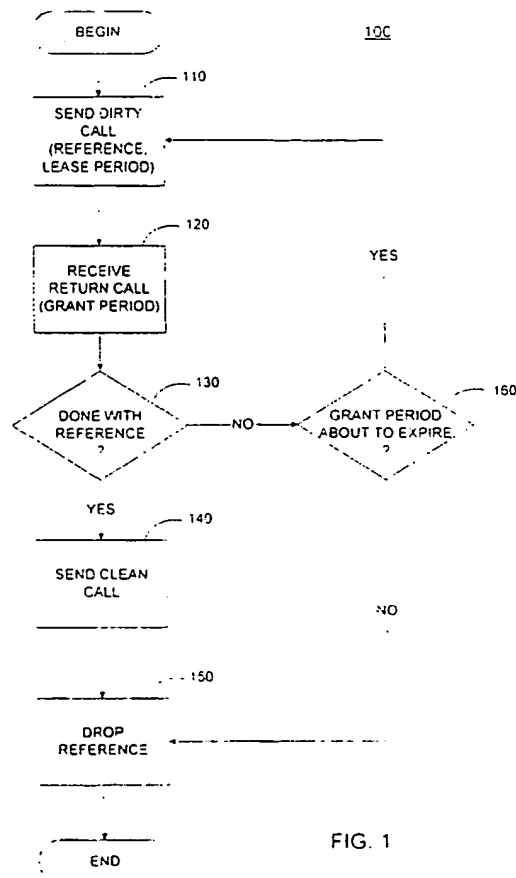 BEGIN
100
110
SEND DIRTY
CALL
(REFERENCE,
LEASE PERIOD)
120
RECEIVE
RETURN CALL
(GRANT PERIOD)
YES
130
DONE WITH
REFERENCE
?
NO
160
GRANT PERIOD
ABOUT TO EXPIRE
?
YES
140
SEND CLEAN
CALL
NO
150
DROP
REFERENCE
END
FIG. 1